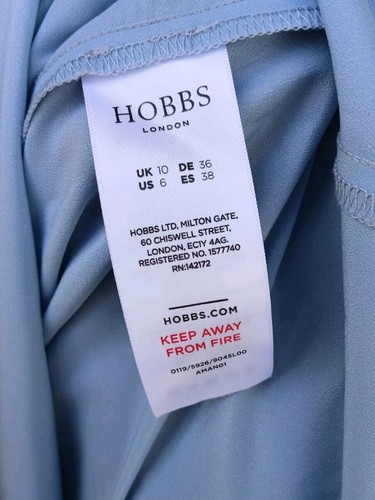 HOBBS
LONDON
UK 10 DE 36
US 6 ES 38
HOBBS LTD, MILTON GATE,
60 CHISWELL STREET,
LONDON, EC1Y 4AG.
REGISTERED NO. 1577740
RN:142172
HOBBS.COM
KEEP AWAY
FROM FIRE
0119/5926/9045L00
AMAN01